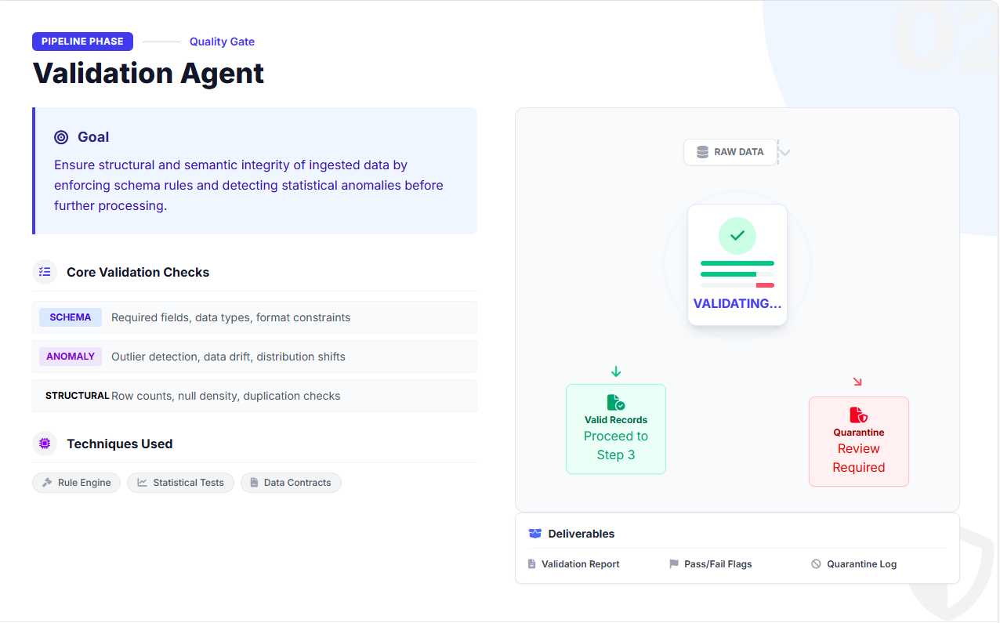 02
PIPELINE PHASE
Quality Gate
Validation Agent
Goal
Ensure structural and semantic integrity of ingested data by
enforcing schema rules and detecting statistical anomalies before
further processing.
Core Validation Checks
SCHEMA Required fields, data types, format constraints
ANOMALY Outlier detection, data drift, distribution shifts
STRUCTURAL Row counts, null density, duplication checks
Techniques Used
Rule Engine
Statistical Tests
Data Contracts
RAW DATA
VALIDATING...
Valid Records
Proceed to
Step 3
Quarantine
Review
Required
Deliverables
Validation Report
Pass/Fail Flags
Quarantine Log